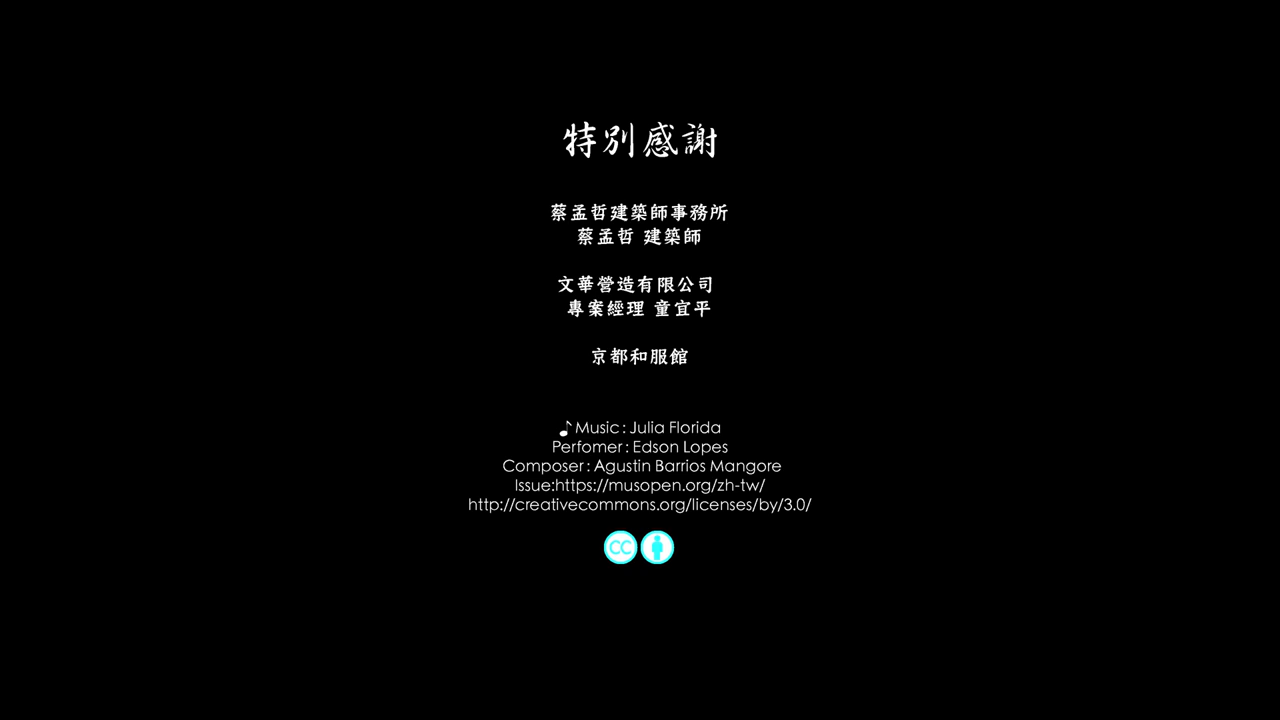 特別感謝
蔡孟哲建築師事務所
蔡孟哲 建築師
文華營造有限公司
專案經理 童宜平
京都和服館
♪Music : Julia Florida
Perfomer : Edson Lopes
Composer : Agustin Barrios Mangore
Issue:https://musopen.org/zh-tw/
http://creativecommons.org/licenses/by/3.0/
CC